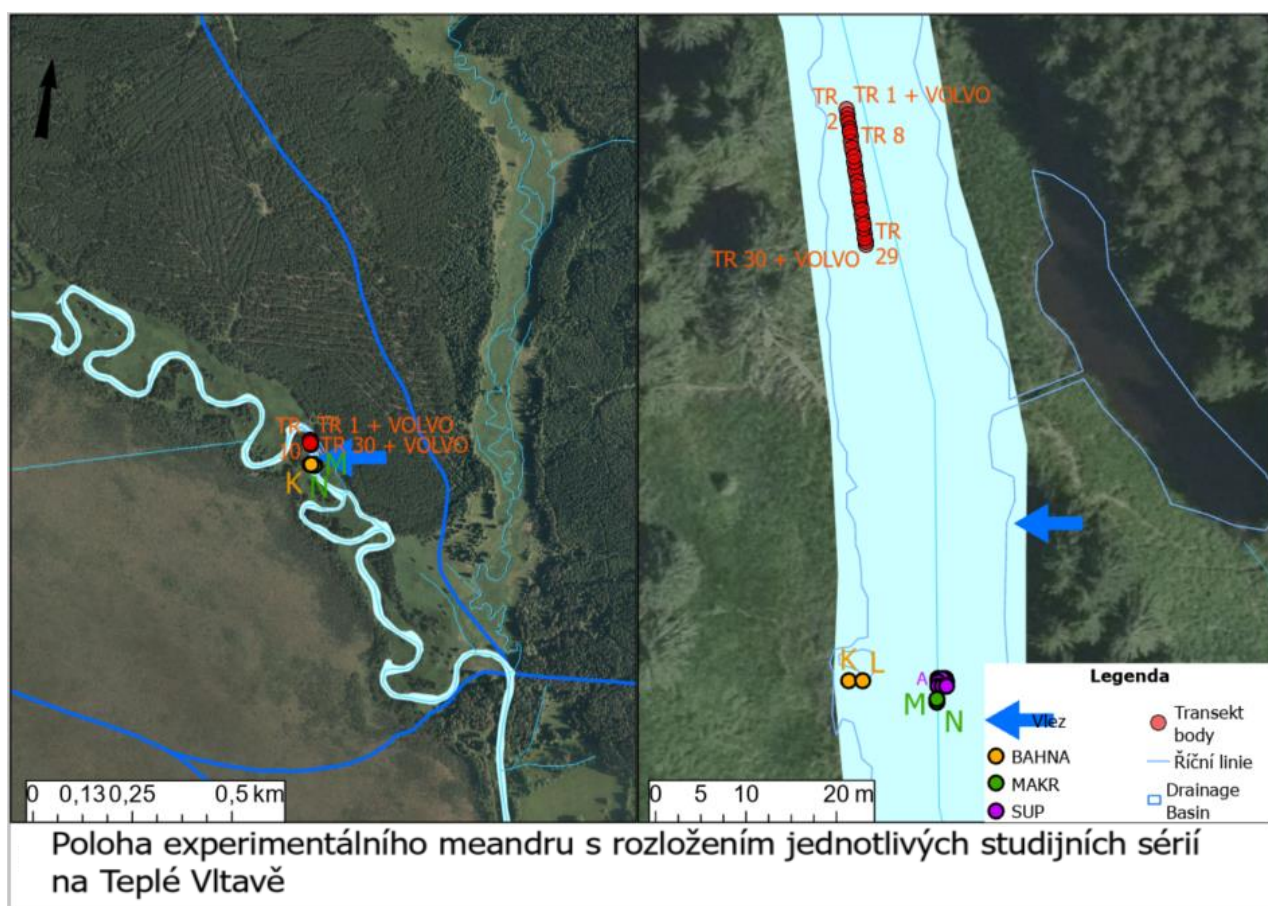 TR TR 1 + VOLVO
10 TR 30 + VOLVO
M
K N
0 0,13 0,25 0,5 km
TR TR 1 + VOLVO
2
TR 8
TR
TR 30 + VOLVO 29
K L
A
M N
0 5 10 20 m
Legenda
Vlez
BAHNA
MAKR
SUP
Transekt
body
Říční linie
Drainage
Basin
Poloha experimentálního meandru s rozložením jednotlivých studijních sérií
na Teplé Vltavě